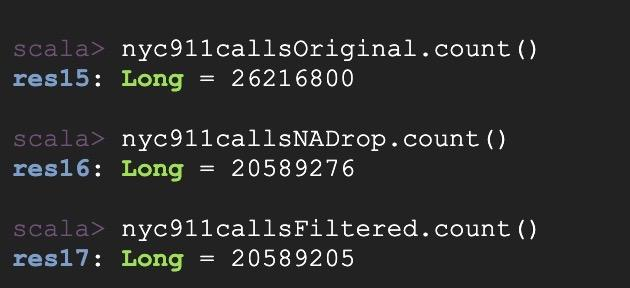 scala> nyc911callsOriginal.count()
res15: Long = 26216800
scala> nyc911callsNADrop.count()
res16: Long = 20589276
scala> nyc911callsFiltered.count()
res17: Long = 20589205